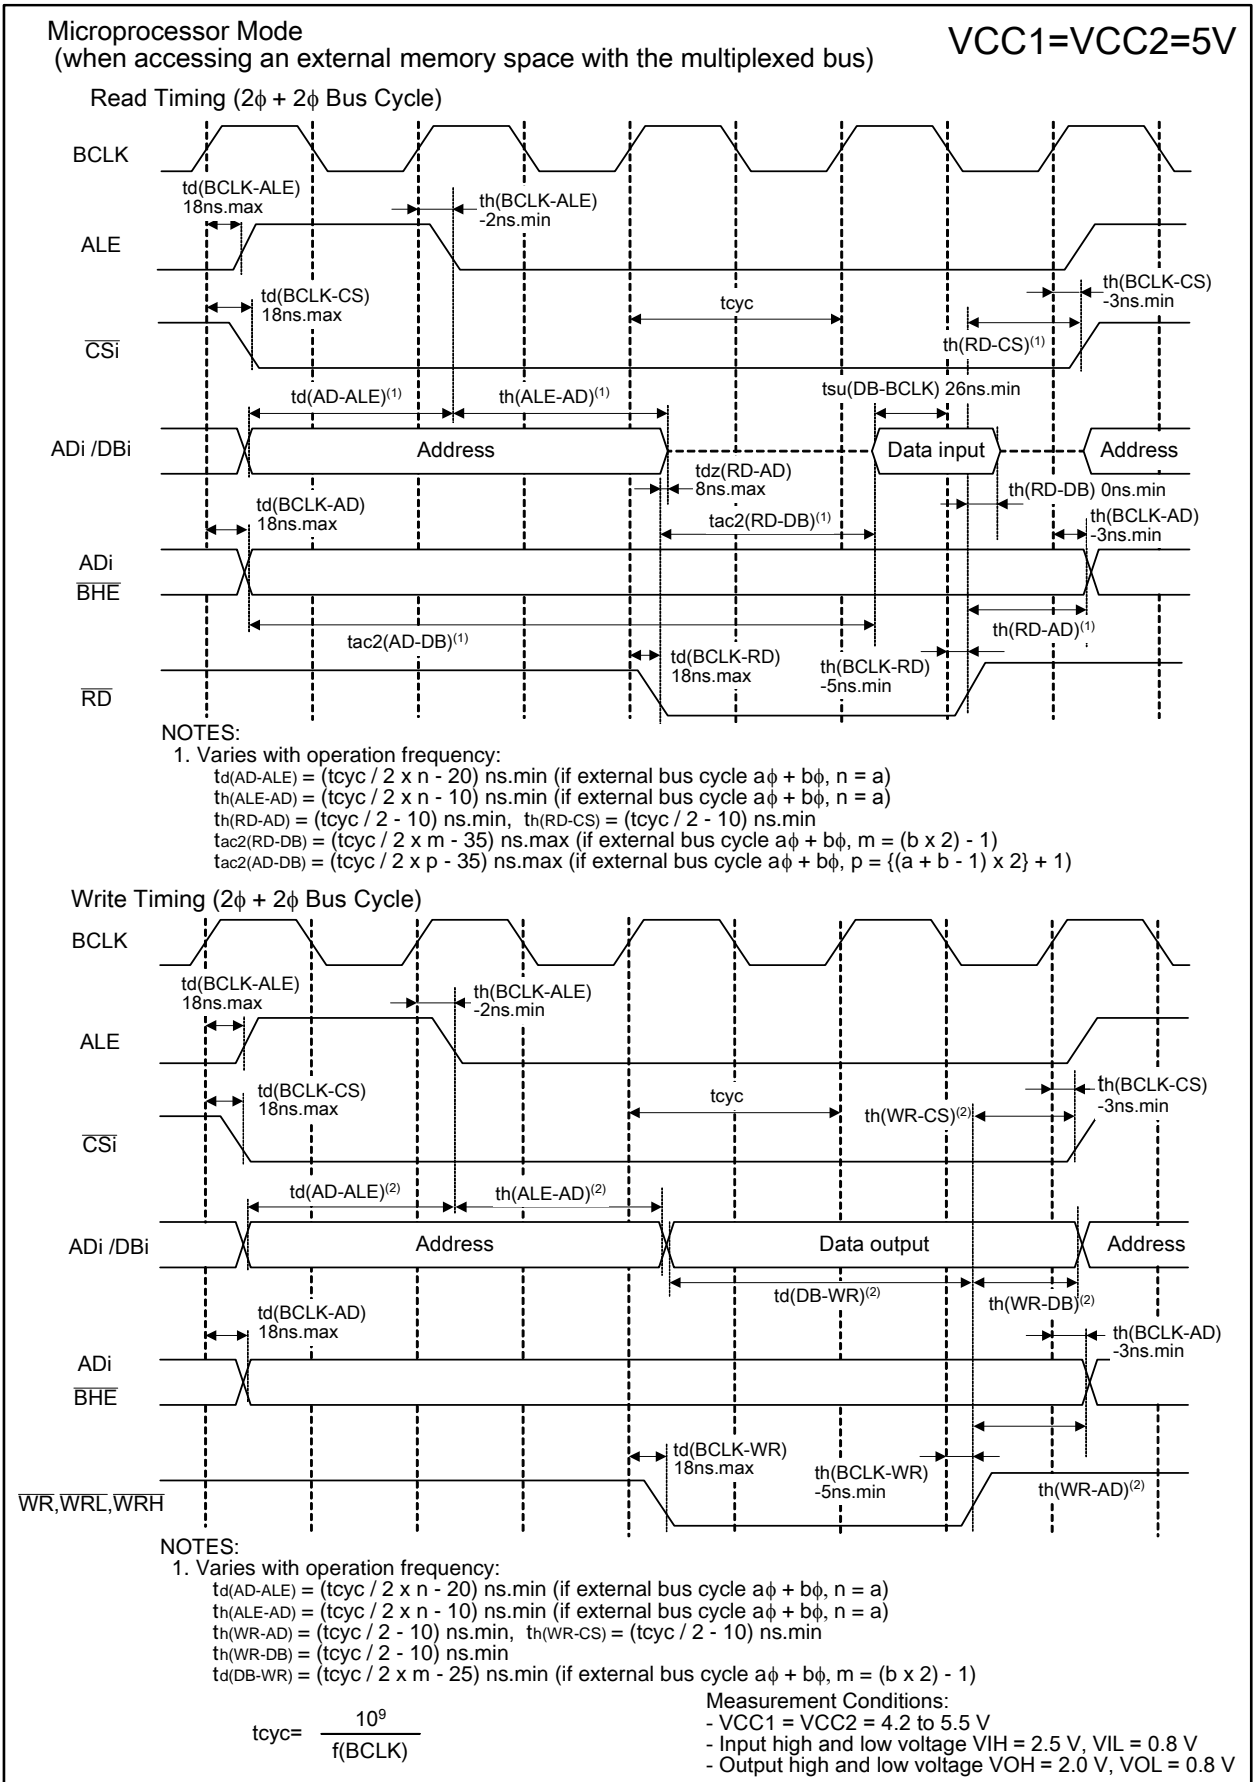 Microprocessor Mode
(when accessing an external memory space with the multiplexed bus)
VCC1=VCC2=5V
Read Timing (2ϕ + 2ϕ Bus Cycle)
BCLK
td(BCLK-ALE)
18ns.max
th(BCLK-ALE)
-2ns.min
ALE
td(BCLK-CS)
18ns.max
tcyc
th(BCLK-CS)
-3ns.min
th(RD-CS)(1)
CSi
td(AD-ALE)(1)
th(ALE-AD)(1)
tsu(DB-BCLK) 26ns.min
ADi /DBi
Address
Data input
Address
tdz(RD-AD)
8ns.max
th(RD-DB) 0ns.min
td(BCLK-AD)
18ns.max
tac2(RD-DB)(1)
th(BCLK-AD)
-3ns.min
ADi
BHE
tac2(AD-DB)(1)
th(RD-AD)(1)
td(BCLK-RD)
18ns.max
th(BCLK-RD)
-5ns.min
RD
NOTES:
1. Varies with operation frequency:
td(AD-ALE) = (tcyc / 2 x n - 20) ns.min (if external bus cycle aϕ + bϕ, n = a)
th(ALE-AD) = (tcyc / 2 x n - 10) ns.min (if external bus cycle aϕ + bϕ, n = a)
th(RD-AD) = (tcyc / 2 - 10) ns.min, th(RD-CS) = (tcyc / 2 - 10) ns.min
tac2(RD-DB) = (tcyc / 2 x m - 35) ns.max (if external bus cycle aϕ + bϕ, m = (b x 2) - 1)
tac2(AD-DB) = (tcyc / 2 x p - 35) ns.max (if external bus cycle aϕ + bϕ, p = {(a + b - 1) x 2} + 1)
Write Timing (2ϕ + 2ϕ Bus Cycle)
BCLK
td(BCLK-ALE)
18ns.max
th(BCLK-ALE)
-2ns.min
ALE
td(BCLK-CS)
18ns.max
tcyc
th(BCLK-CS)
-3ns.min
th(WR-CS)(2)
CSi
td(AD-ALE)(2)
th(ALE-AD)(2)
ADi /DBi
Address
Data output
Address
td(DB-WR)(2)
th(WR-DB)(2)
td(BCLK-AD)
18ns.max
th(BCLK-AD)
-3ns.min
ADi
BHE
td(BCLK-WR)
18ns.max
th(BCLK-WR)
-5ns.min
th(WR-AD)(2)
WR,WRL,WRH
NOTES:
1. Varies with operation frequency:
td(AD-ALE) = (tcyc / 2 x n - 20) ns.min (if external bus cycle aϕ + bϕ, n = a)
th(ALE-AD) = (tcyc / 2 x n - 10) ns.min (if external bus cycle aϕ + bϕ, n = a)
th(WR-AD) = (tcyc / 2 - 10) ns.min, th(WR-CS) = (tcyc / 2 - 10) ns.min
th(WR-DB) = (tcyc / 2 - 10) ns.min
td(DB-WR) = (tcyc / 2 x m - 25) ns.min (if external bus cycle aϕ + bϕ, m = (b x 2) - 1)
tcyc=
10⁹
f(BCLK)
Measurement Conditions:
- VCC1 = VCC2 = 4.2 to 5.5 V
- Input high and low voltage VIH = 2.5 V, VIL = 0.8 V
- Output high and low voltage VOH = 2.0 V, VOL = 0.8 V